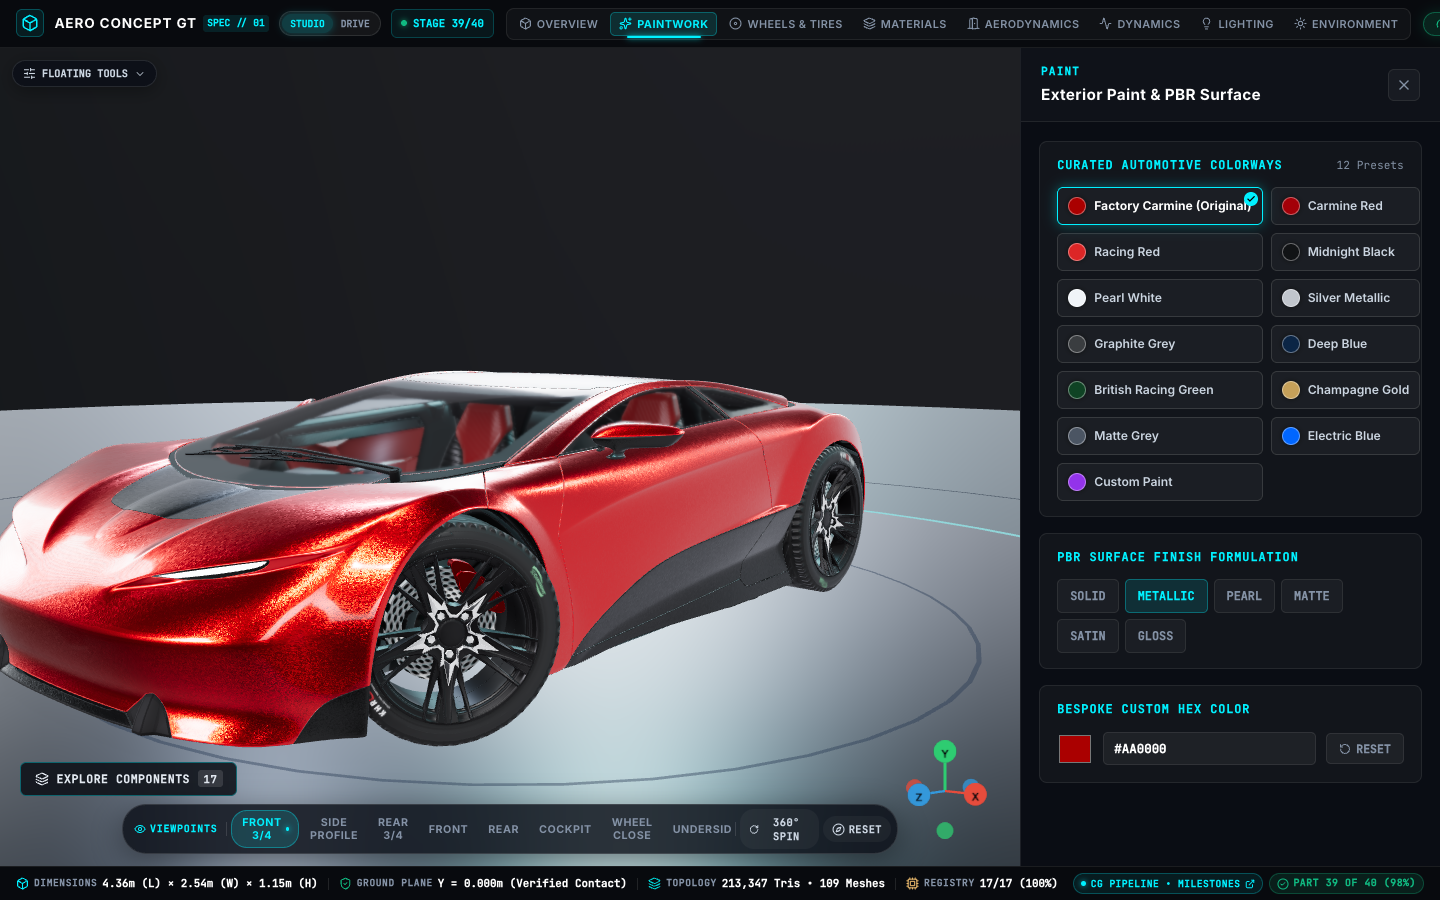 AERO CONCEPT GT
SPEC // 01
STUDIO
DRIVE
STAGE 39/40
OVERVIEW
PAINTWORK
WHEELS & TIRES
MATERIALS
AERODYNAMICS
DYNAMICS
LIGHTING
ENVIRONMENT
FLOATING TOOLS
PAINT
Exterior Paint & PBR Surface
CURATED AUTOMOTIVE COLORWAYS
12 Presets
Factory Carmine (Original)
Carmine Red
Racing Red
Midnight Black
Pearl White
Silver Metallic
Graphite Grey
Deep Blue
British Racing Green
Champagne Gold
Matte Grey
Electric Blue
Custom Paint
PBR SURFACE FINISH FORMULATION
SOLID
METALLIC
PEARL
MATTE
SATIN
GLOSS
BESPOKE CUSTOM HEX COLOR
#AA0000
RESET
EXPLORE COMPONENTS 17
Y
Z
X
VIEWPOINTS
FRONT
3/4
SIDE
PROFILE
REAR
3/4
FRONT
REAR
COCKPIT
WHEEL
CLOSE
UNDERSID
360°
SPIN
RESET
DIMENSIONS 4.36m (L) × 2.54m (W) × 1.15m (H)
GROUND PLANE Y = 0.000m (Verified Contact)
TOPOLOGY 213,347 Tris • 109 Meshes
REGISTRY 17/17 (100%)
CG PIPELINE • MILESTONES
PART 39 OF 40 (98%)